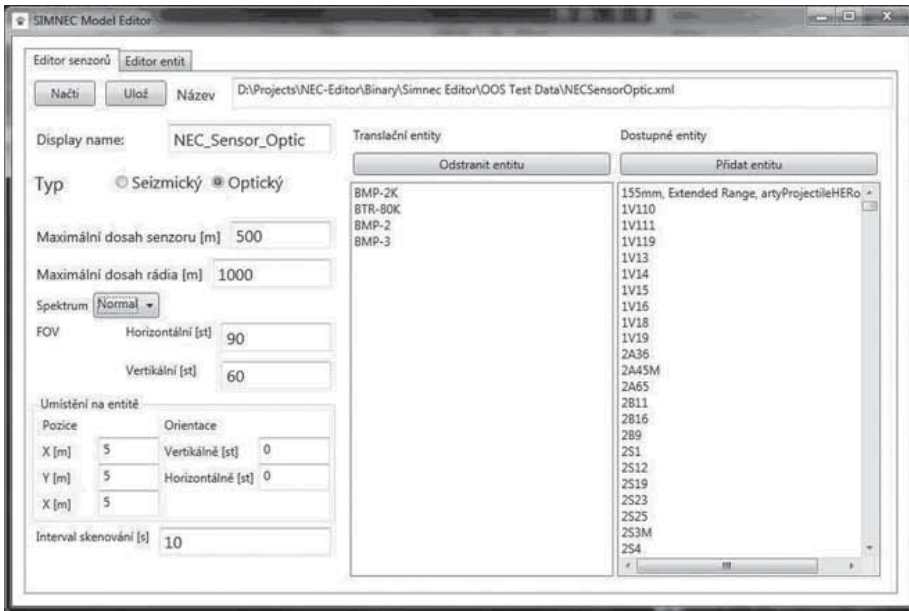 SIMNEC Model Editor
Editor senzorů Editor entit
Načti Ulož Název D:\Projects\NEC-Editor\Binary\Simnec Editor\OOS Test Data\NECSensorOptic.xml
Display name: NEC_Sensor_Optic
Typ Seizmický Optický
Maximální dosah senzoru [m] 500
Maximální dosah rádia [m] 1000
Spektrum Normal
FOV Horizontální [st] 90
Vertikální [st] 60
Umístění na entitě
Pozice Orientace
X [m] 5 Vertikálně [st] 0
Y [m] 5 Horizontálně [st] 0
X [m] 5
Interval skenování [s] 10
Translační entity
Odstranit entitu
BMP-2K
BTR-80K
BMP-2
BMP-3
Dostupné entity
Přidat entitu
155mm, Extended Range, artyProjectileHERo
1V110
1V111
1V119
1V13
1V14
1V15
1V16
1V18
1V19
2A36
2A45M
2A65
2B11
2B16
2B9
2S1
2S12
2S19
2S23
2S25
2S3M
2S4